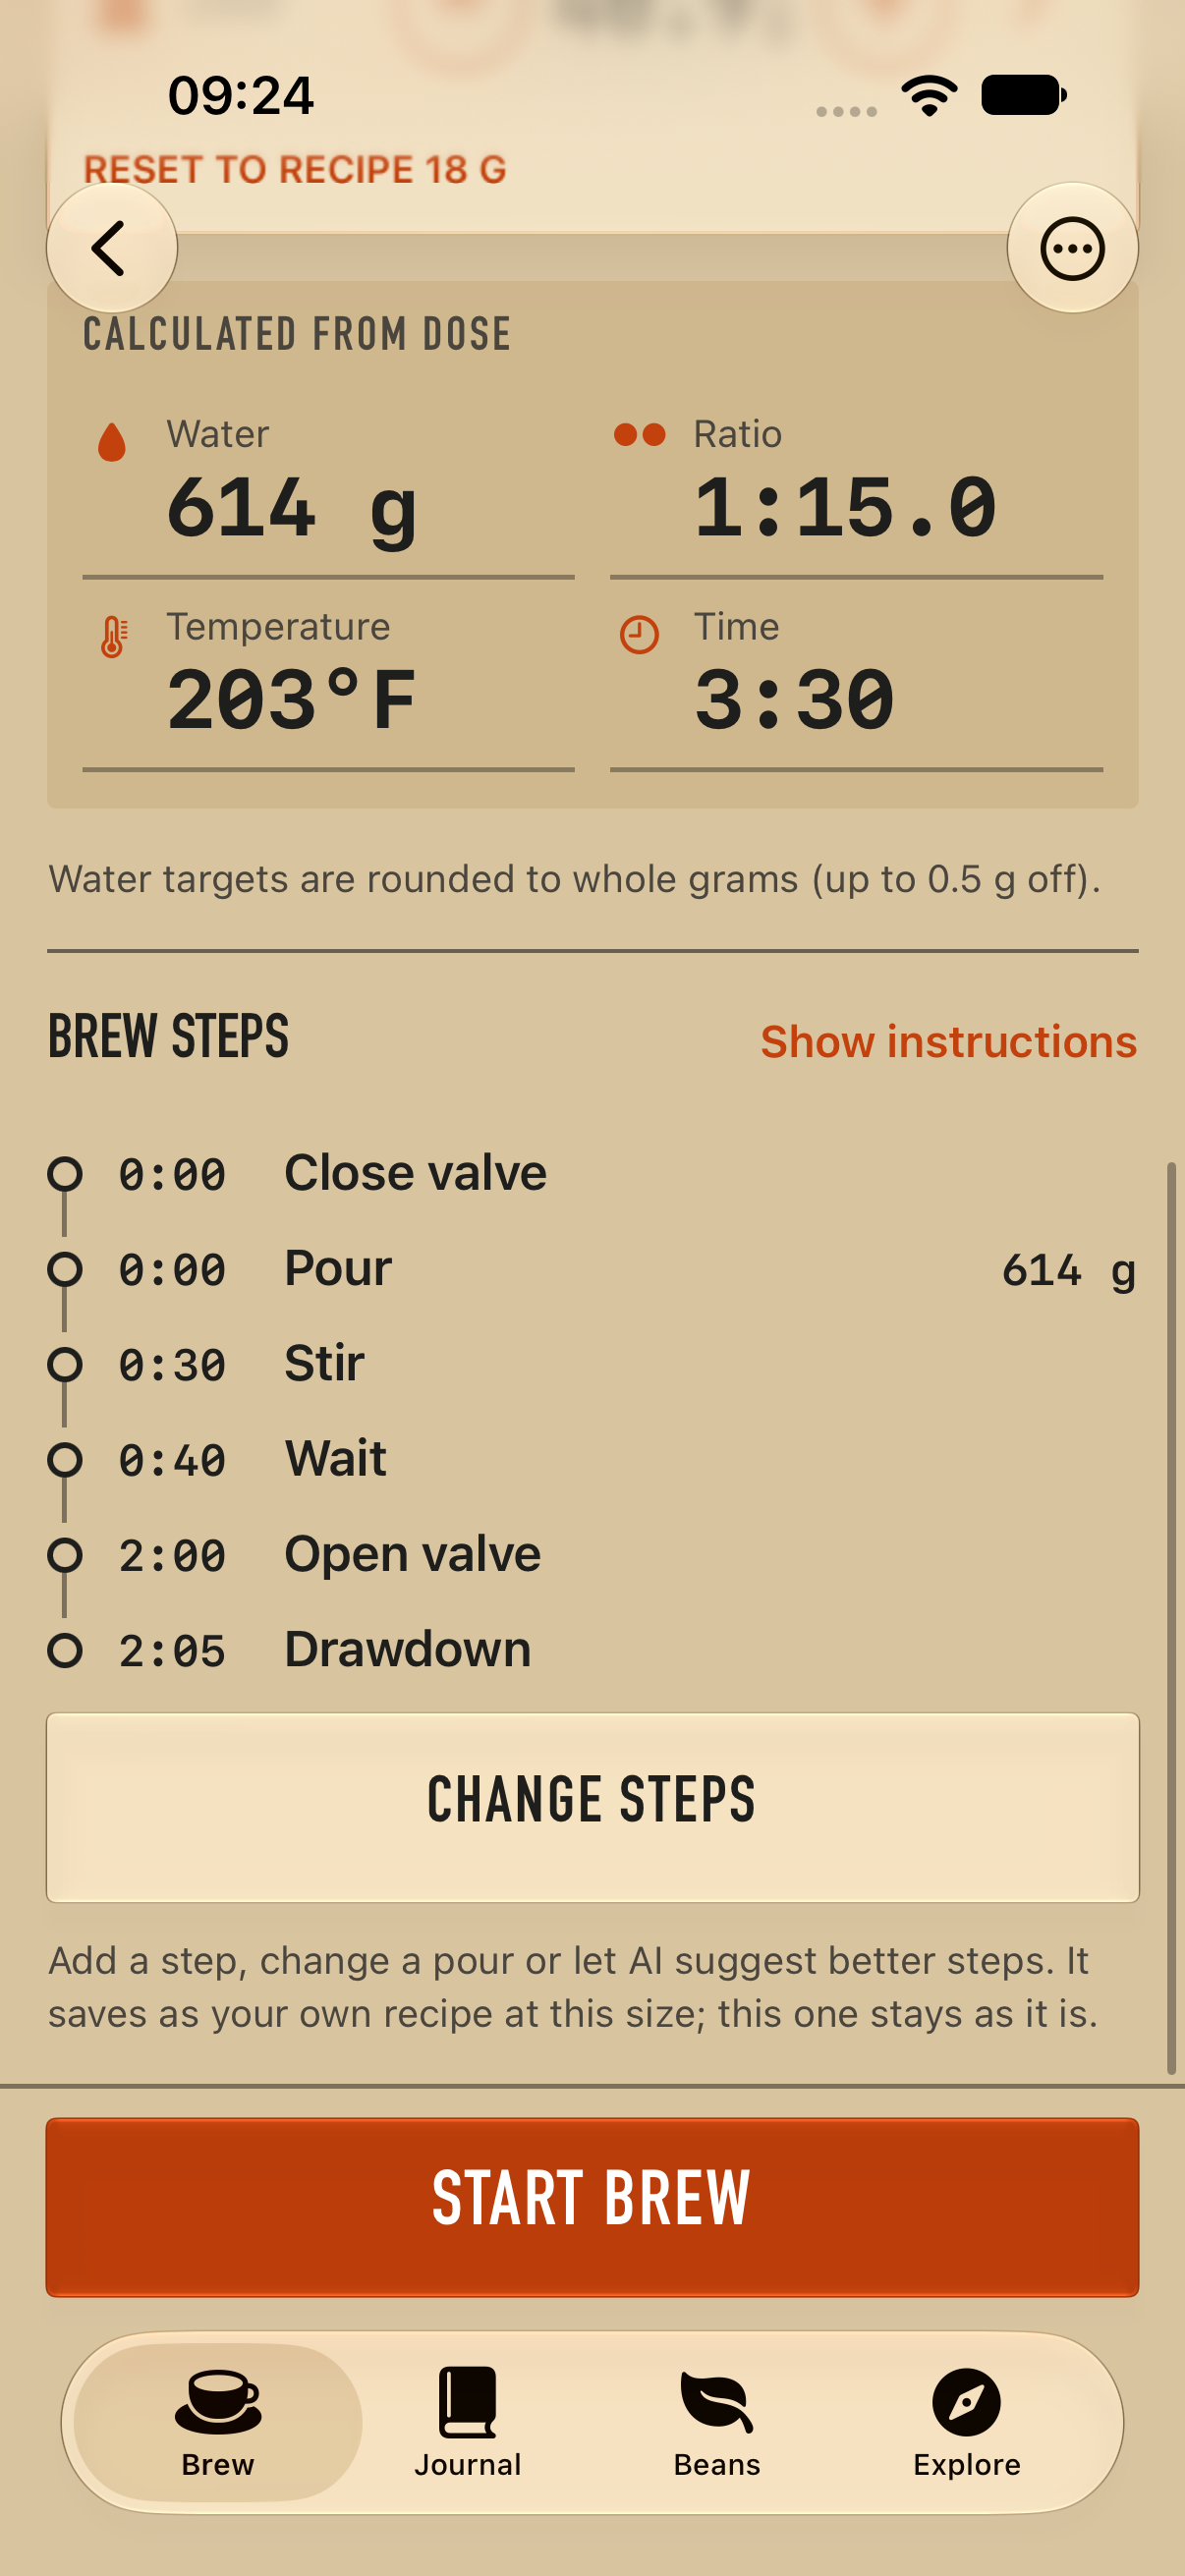 09:24
RESET TO RECIPE 18 G
CALCULATED FROM DOSE
Water
614 g
Ratio
1:15.0
Temperature
203°F
Time
3:30
Water targets are rounded to whole grams (up to 0.5 g off).
BREW STEPS
Show instructions
0:00 Close valve
0:00 Pour 614 g
0:30 Stir
0:40 Wait
2:00 Open valve
2:05 Drawdown
CHANGE STEPS
Add a step, change a pour or let AI suggest better steps. It
saves as your own recipe at this size; this one stays as it is.
START BREW
Brew
Journal
Beans
Explore